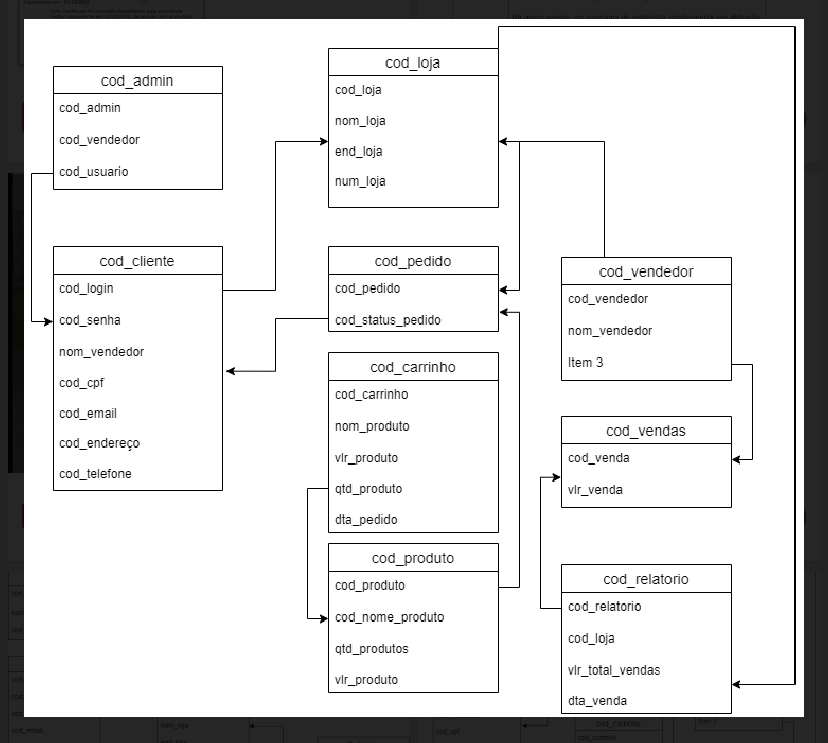 cod_admin
cod_admin
cod_vendedor
cod_usuario
cod_loja
cod_loja
nom_loja
end_loja
num_loja
cod_cliente
cod_login
cod_senha
nom_vendedor
cod_cpf
cod_email
cod_endereço
cod_telefone
cod_pedido
cod_pedido
cod_status_pedido
cod_vendedor
cod_vendedor
nom_vendedor
Item 3
cod_carrinho
cod_carrinho
nom_produto
vlr_produto
qtd_produto
dta_pedido
cod_vendas
cod_venda
vlr_venda
cod_produto
cod_produto
cod_nome_produto
qtd_produtos
vlr_produto
cod_relatorio
cod_relatorio
cod_loja
vlr_total_vendas
dta_venda